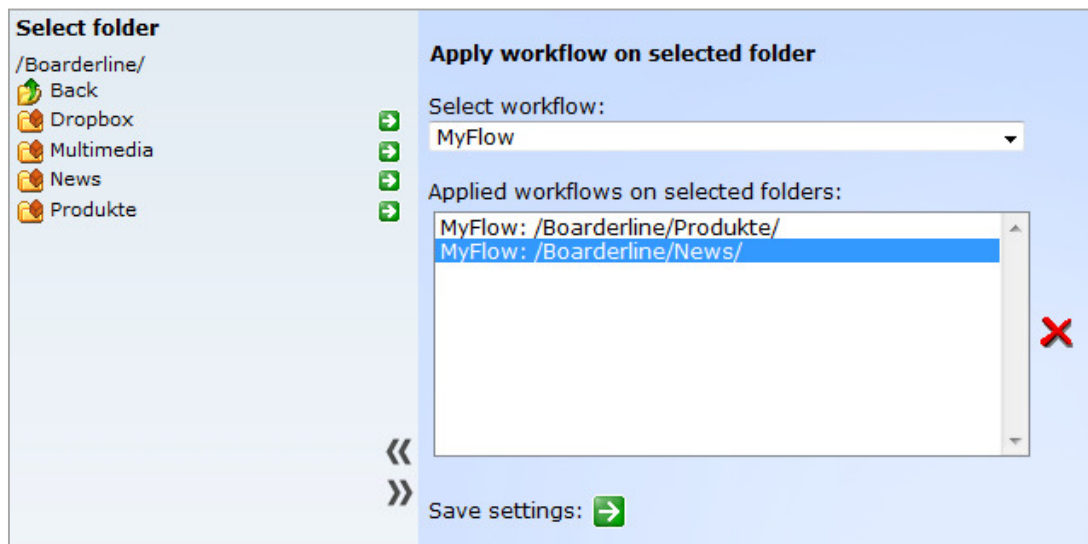 Select folder
/Boarderline/
Back
Dropbox
Multimedia
News
Produkte
Apply workflow on selected folder
Select workflow:
MyFlow
Applied workflows on selected folders:
MyFlow: /Boarderline/Produkte/
MyFlow: /Boarderline/News/
Save settings: